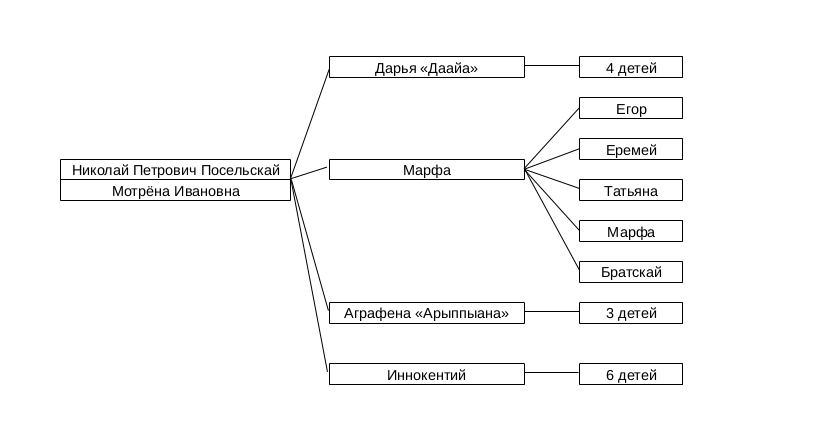 Николай Петрович Посельскай
Мотрёна Ивановна
Дарья «Даайа»
4 детей
Марфа
Егор
Еремей
Татьяна
Марфа
Братскай
Аграфена «Арыппыана»
3 детей
Иннокентий
6 детей